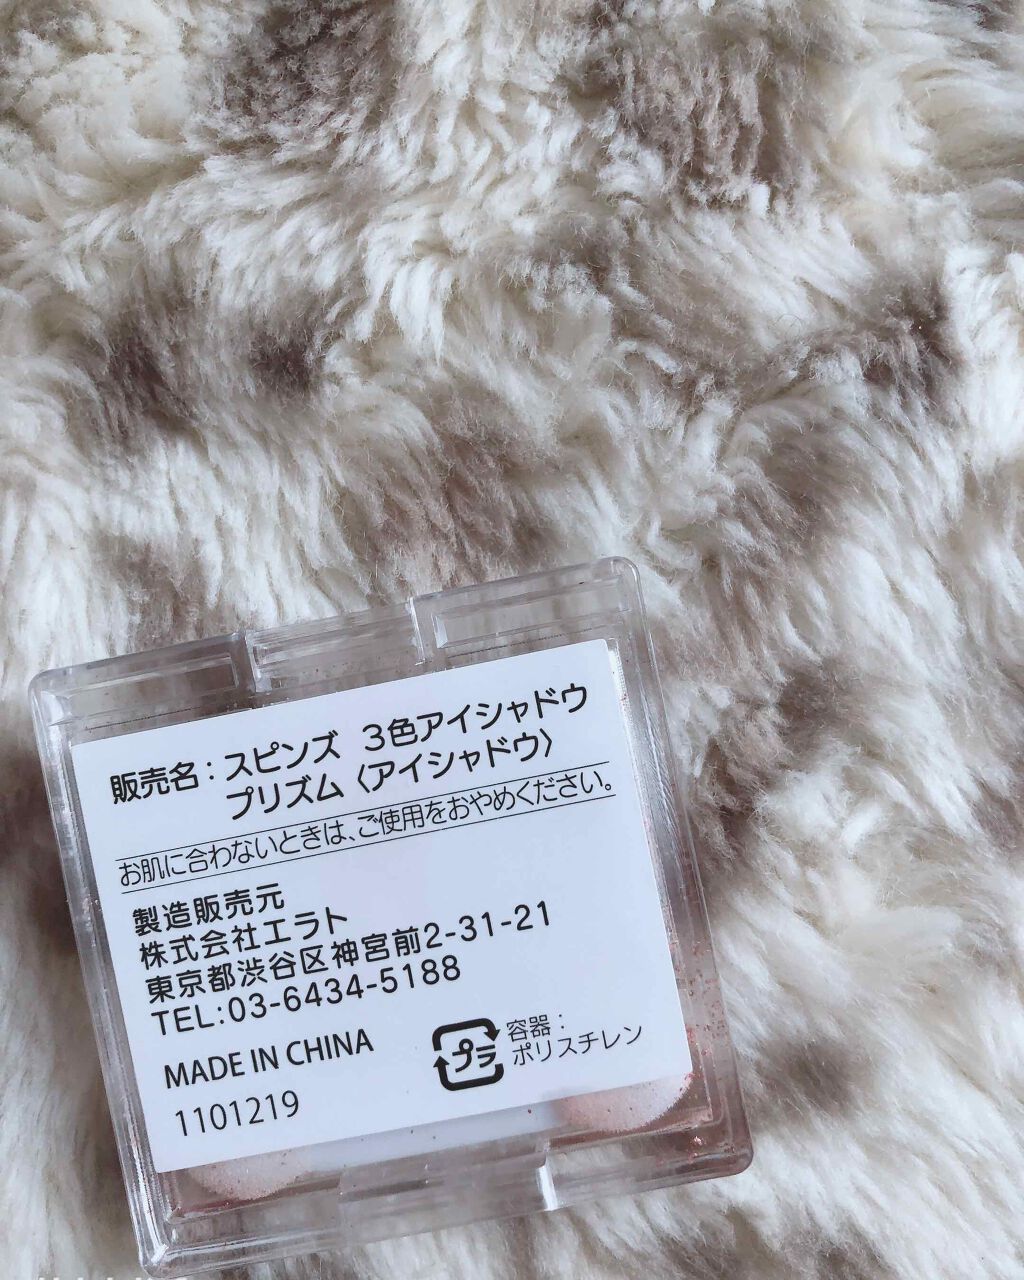 販売名：スピンズ 3色アイシャドウ
プリズム〈アイシャドウ〉
お肌に合わないときは、ご使用をおやめください。
製造販売元
株式会社エラト
東京都渋谷区神宮前2-31-21
TEL:03-6434-5188
MADE IN CHINA
プラ 容器：
ポリスチレン
1101219